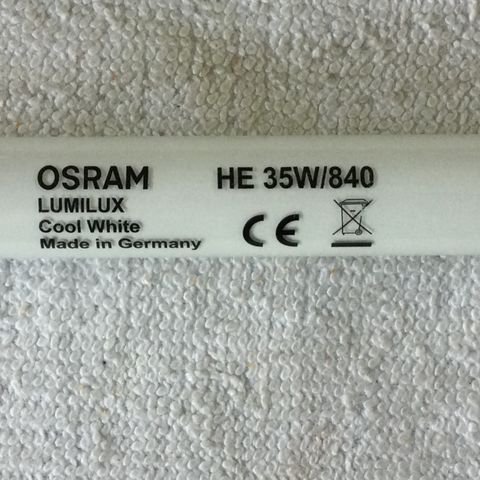 OSRAM HE 35W/840
LUMILUX
Cool White
Made in Germany
CE